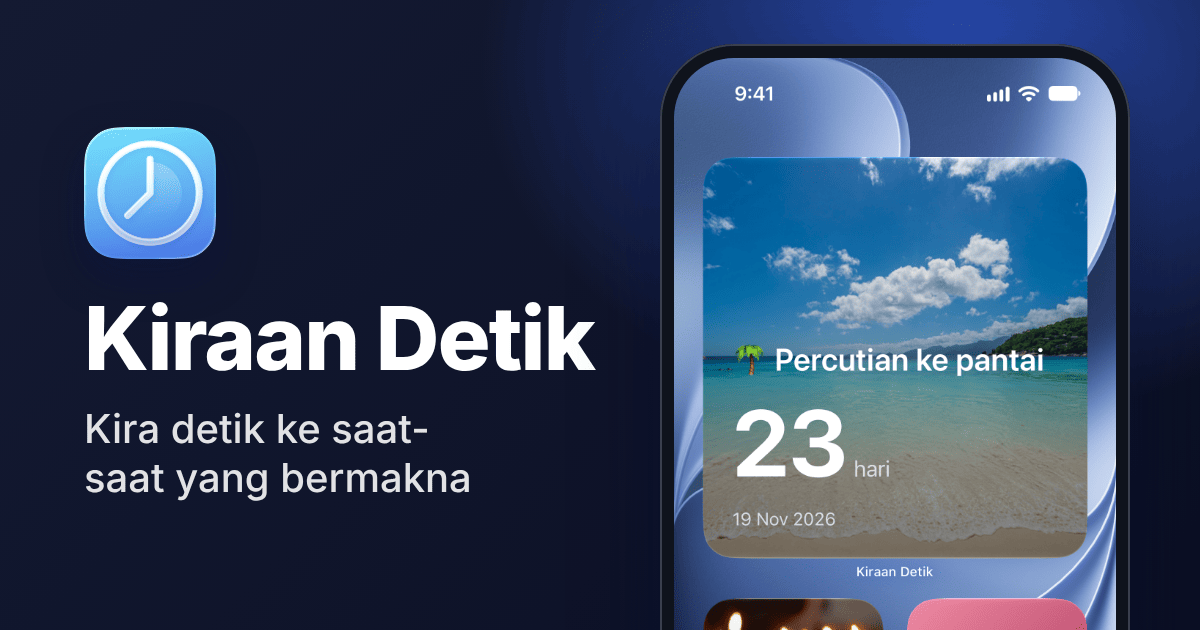 Kiraan Detik
Kira detik ke saat-
saat yang bermakna
9:41
🌴 Percutian ke pantai
23 hari
19 Nov 2026
Kiraan Detik